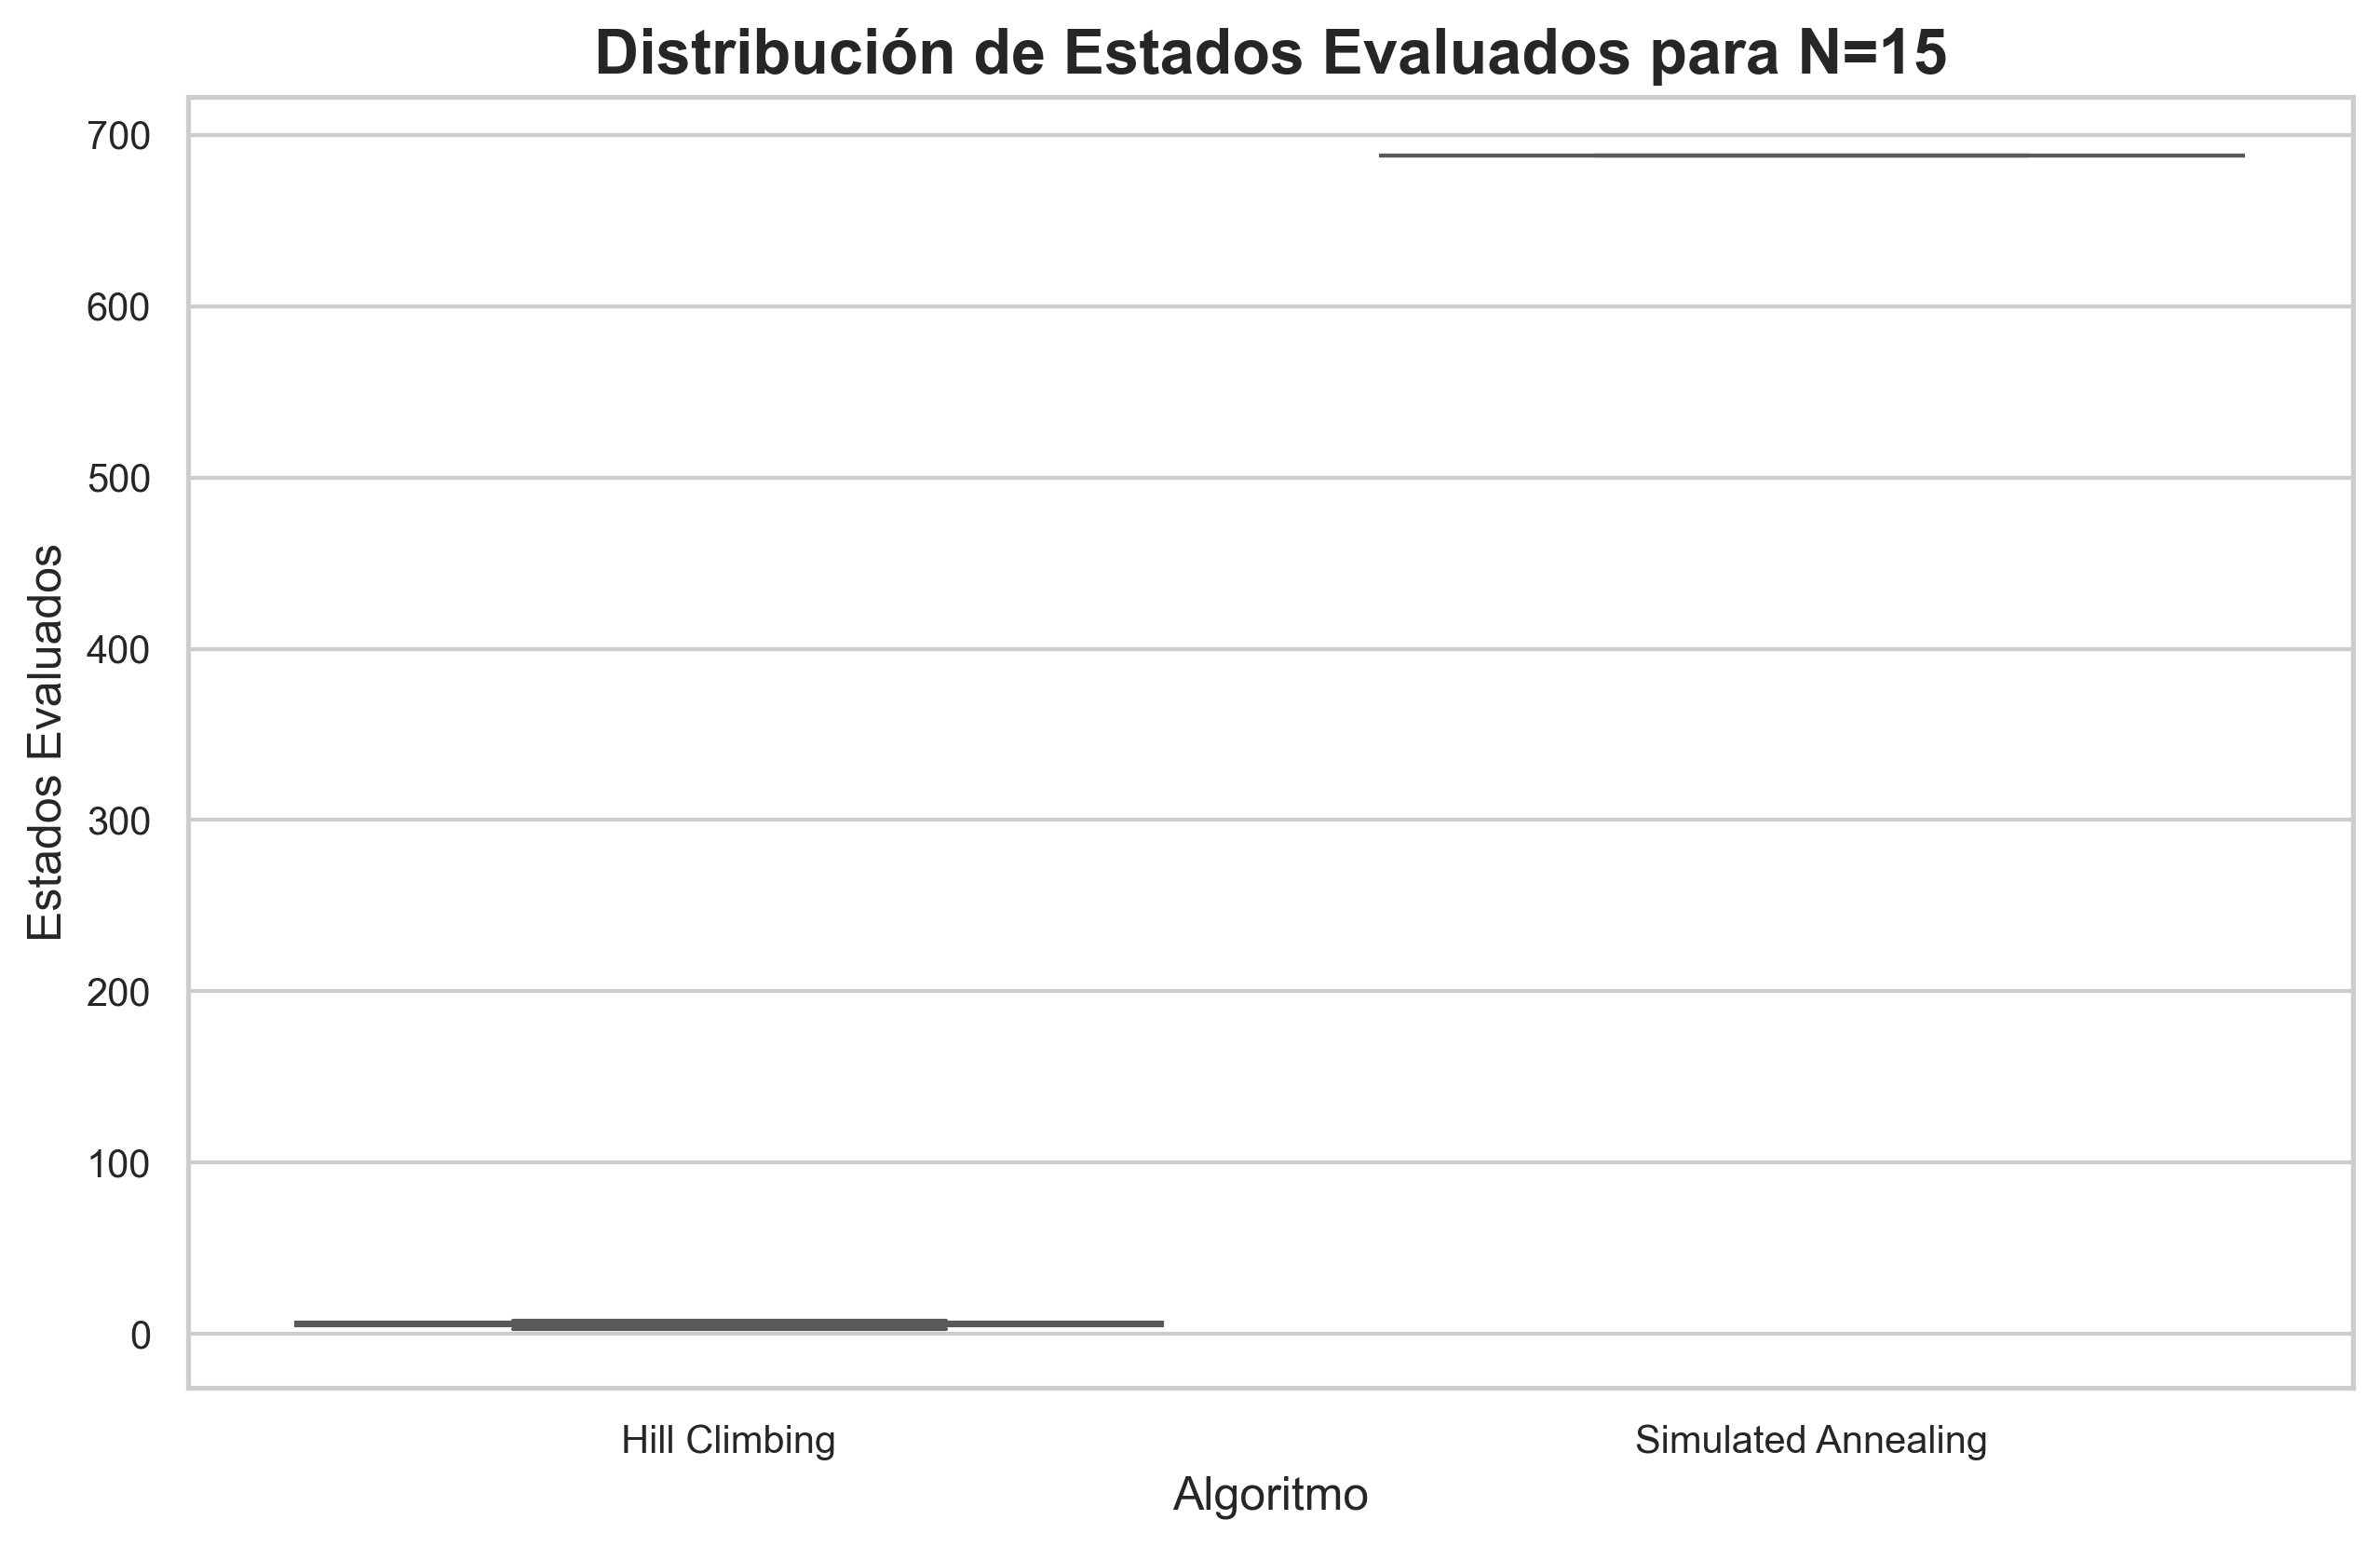 Distribución de Estados Evaluados para N=15
700
600
500
400
300
200
100
0
Estados Evaluados
Hill Climbing
Simulated Annealing
Algoritmo